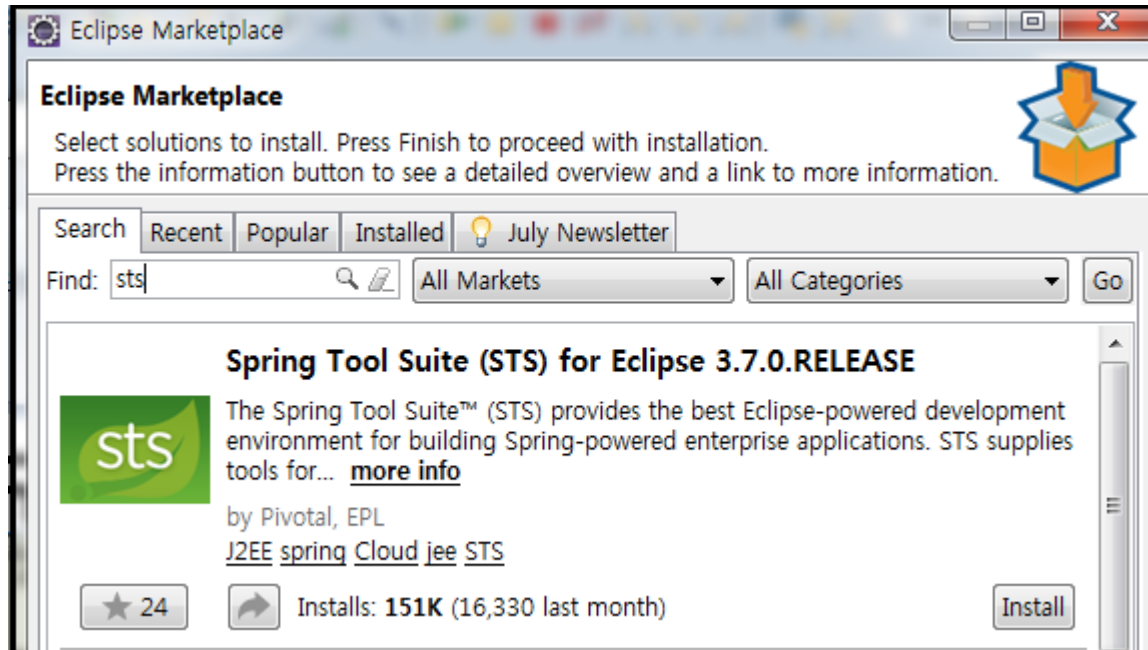 Eclipse Marketplace
Eclipse Marketplace
Select solutions to install. Press Finish to proceed with installation.
Press the information button to see a detailed overview and a link to more information.
Search Recent Popular Installed July Newsletter
Find: sts All Markets All Categories Go
Spring Tool Suite (STS) for Eclipse 3.7.0.RELEASE
The Spring Tool Suite™ (STS) provides the best Eclipse-powered development
sts
environment for building Spring-powered enterprise applications. STS supplies
tools for... more info
by Pivotal, EPL
J2EE spring Cloud jee STS
24 Installs: 151K (16,330 last month) Install